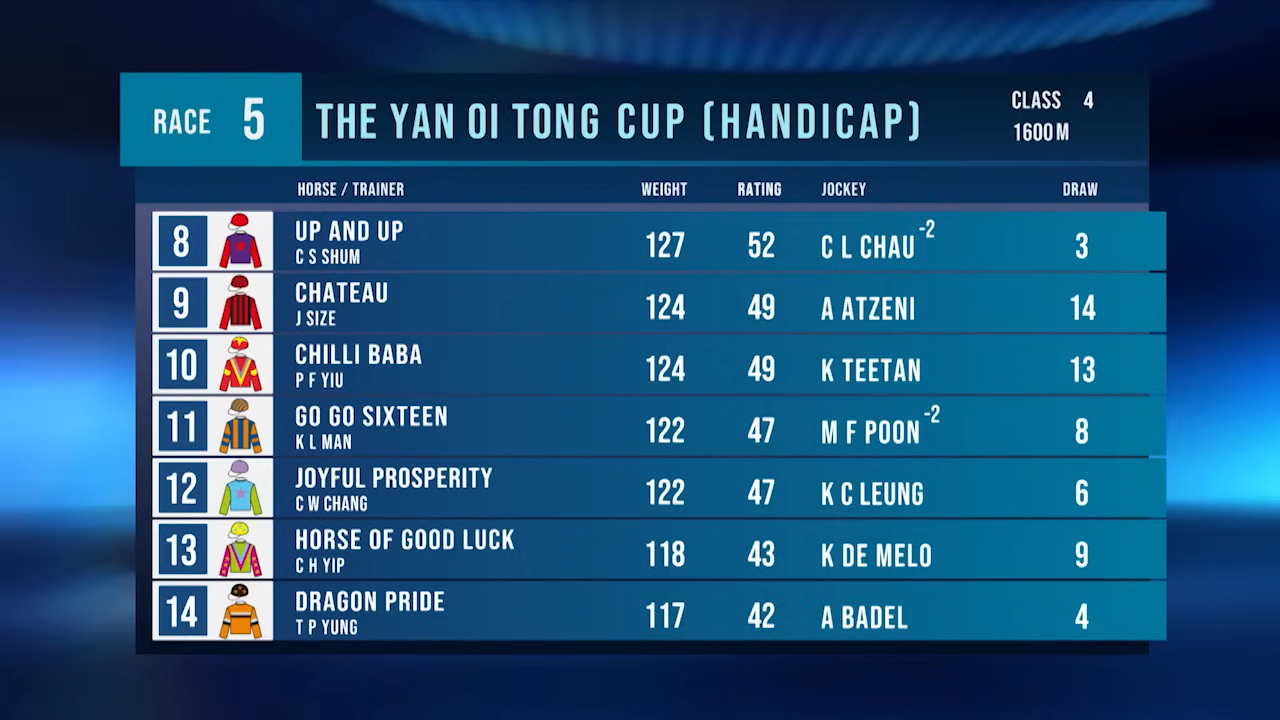 RACE 5 THE YAN OI TONG CUP (HANDICAP) CLASS 4
1600M
HORSE / TRAINER WEIGHT RATING JOCKEY DRAW
8 UP AND UP 127 52 C L CHAU -2 3
C S SHUM
9 CHATEAU 124 49 A ATZENI 14
J SIZE
10 CHILLI BABA 124 49 K TEETAN 13
P F YIU
11 GO GO SIXTEEN 122 47 M F POON -2 8
K L MAN
12 JOYFUL PROSPERITY 122 47 K C LEUNG 6
C W CHANG
13 HORSE OF GOOD LUCK 118 43 K DE MELO 9
C H YIP
14 DRAGON PRIDE 117 42 A BADEL 4
T P YUNG